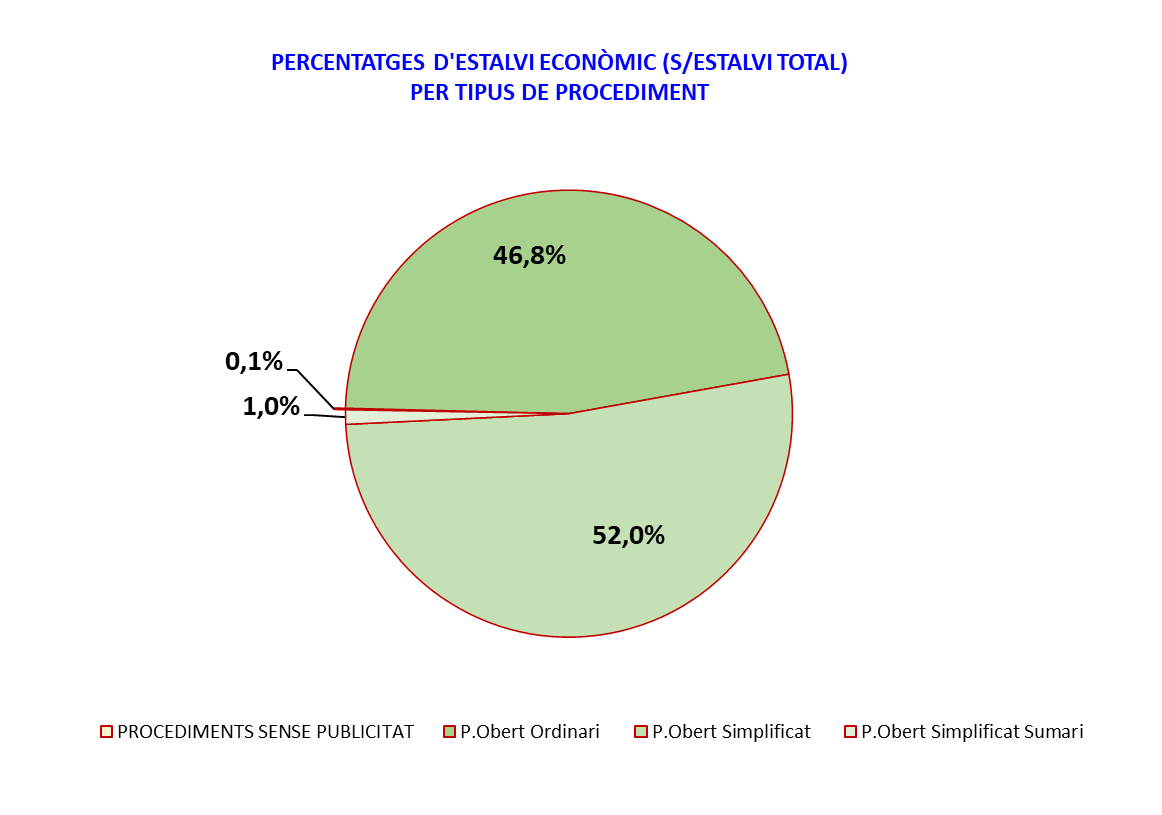 PERCENTATGES D'ESTALVI ECONÒMIC (S/ESTALVI TOTAL)
PER TIPUS DE PROCEDIMENT
46,8%
0,1%
1,0%
52,0%
PROCEDIMENTS SENSE PUBLICITAT P.Obert Ordinari P.Obert Simplificat P.Obert Simplificat Sumari